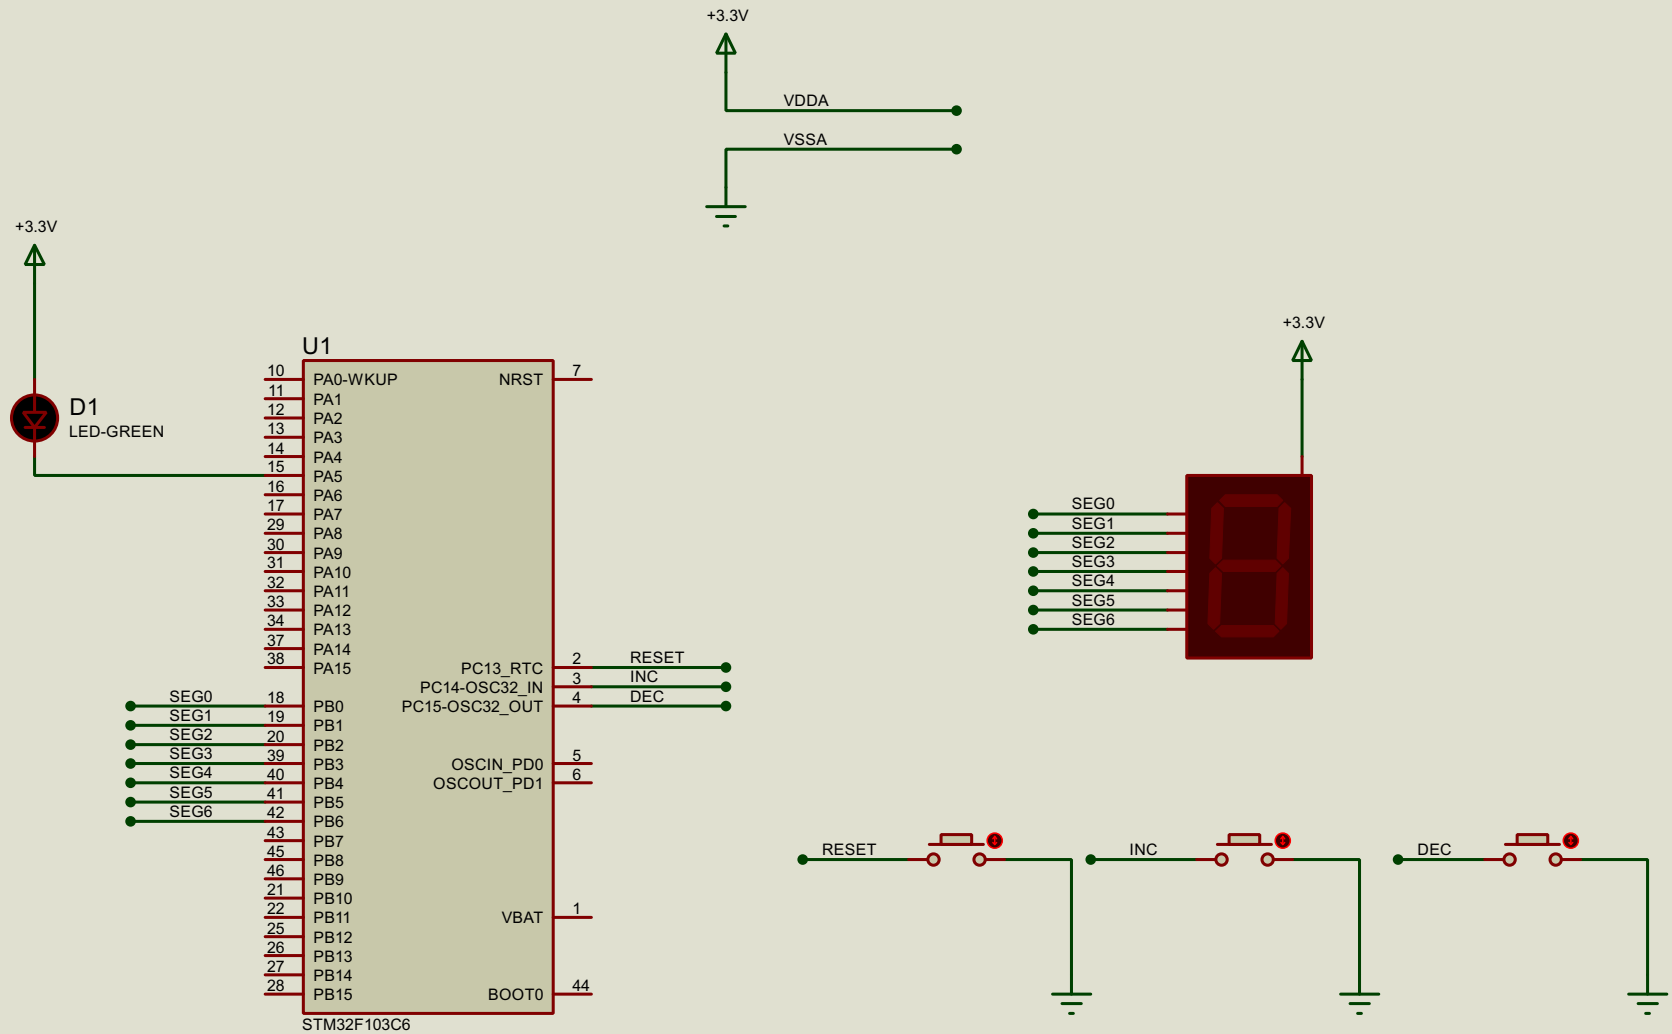 +3.3V
VDDA
VSSA
+3.3V
D1
LED-GREEN
U1
10 PA0-WKUP
11 PA1
12 PA2
13 PA3
14 PA4
15 PA5
16 PA6
17 PA7
29 PA8
30 PA9
31 PA10
32 PA11
33 PA12
34 PA13
37 PA14
38 PA15
SEG0 18 PB0
SEG1 19 PB1
SEG2 20 PB2
SEG3 39 PB3
SEG4 40 PB4
SEG5 41 PB5
SEG6 42 PB6
43 PB7
45 PB8
46 PB9
21 PB10
22 PB11
25 PB12
26 PB13
27 PB14
28 PB15
NRST 7
PC13_RTC 2 RESET
PC14-OSC32_IN 3 INC
PC15-OSC32_OUT 4 DEC
OSCIN_PD0 5
OSCOUT_PD1 6
VBAT 1
BOOT0 44
STM32F103C6
+3.3V
SEG0
SEG1
SEG2
SEG3
SEG4
SEG5
SEG6
RESET
INC
DEC